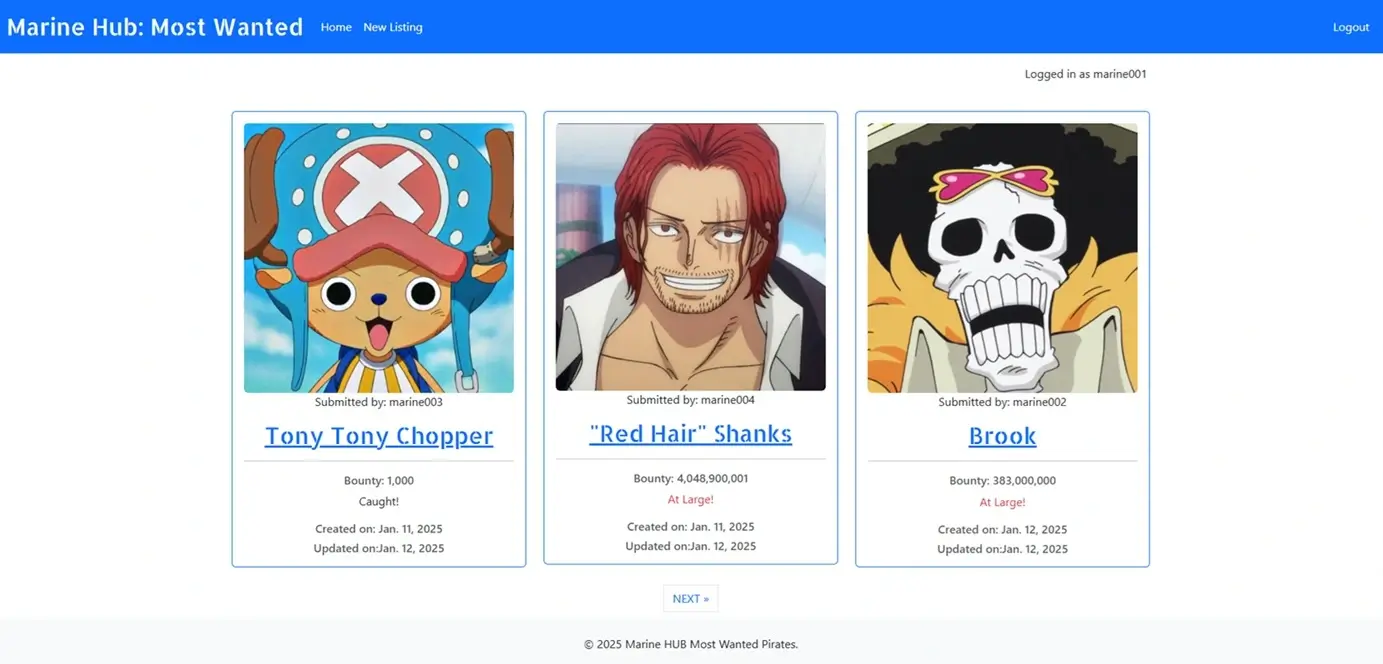 Marine Hub: Most Wanted
Home
New Listing
Logout
Logged in as marine001
Submitted by: marine003
Tony Tony Chopper
Bounty: 1,000
Caught!
Created on: Jan. 11, 2025
Updated on:Jan. 12, 2025
Submitted by: marine004
"Red Hair" Shanks
Bounty: 4,048,900,001
At Large!
Created on: Jan. 11, 2025
Updated on:Jan. 12, 2025
Submitted by: marine002
Brook
Bounty: 383,000,000
At Large!
Created on: Jan. 12, 2025
Updated on:Jan. 12, 2025
NEXT »
© 2025 Marine HUB Most Wanted Pirates.